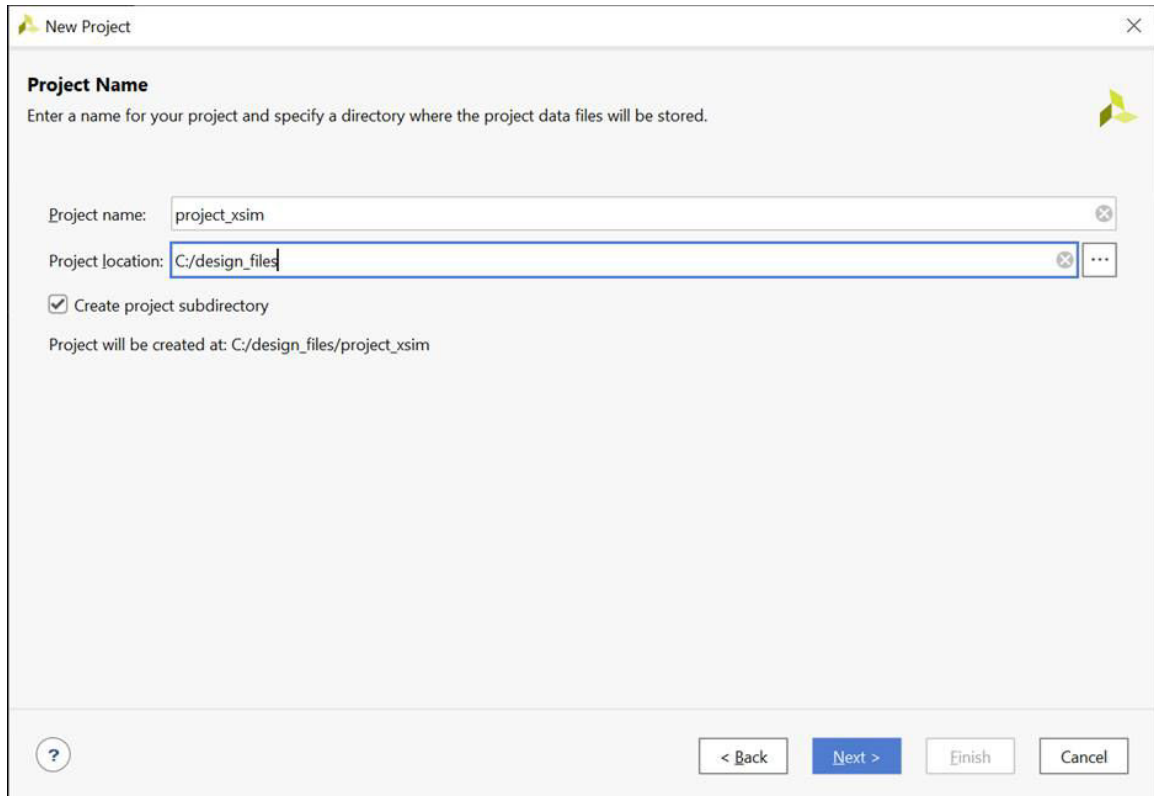 New Project
Project Name
Enter a name for your project and specify a directory where the project data files will be stored.
Project name: project_xsim
Project location: C:/design_files
Create project subdirectory
Project will be created at: C:/design_files/project_xsim
? < Back Next > Finish Cancel